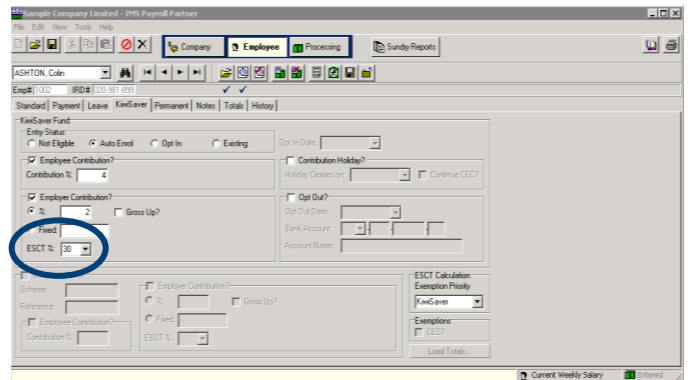 Sample Company Limited - IMS Payroll Partner
File Edit View Tools Help
Company Employee Processing Sundry Reports
ASHTON, Colin
Emp# 1002 IRD# 020-981-899
Standard Payment Leave KiwiSaver Permanent Notes Totals History
KiwiSaver Fund
Entry Status
Not Eligible Auto Enrol Opt In Existing Opt In Date:
Employee Contribution? Contribution Holiday?
Contribution %: 4 Holiday Ceases on: Continue CEC?
Employer Contribution? Opt Out?
%: 2 Gross Up? Opt Out Date:
Fixed: Bank Account:
ESCT %: 30 Account Name:
ESCT Calculation
Employer Contribution? Exemption Priority
Scheme: %: Gross Up? KiwiSaver
Reference: Fixed: Exemptions
Employee Contribution? CEC?
Contribution %: ESCT %: Load Totals...
Current Weekly Salary Entered